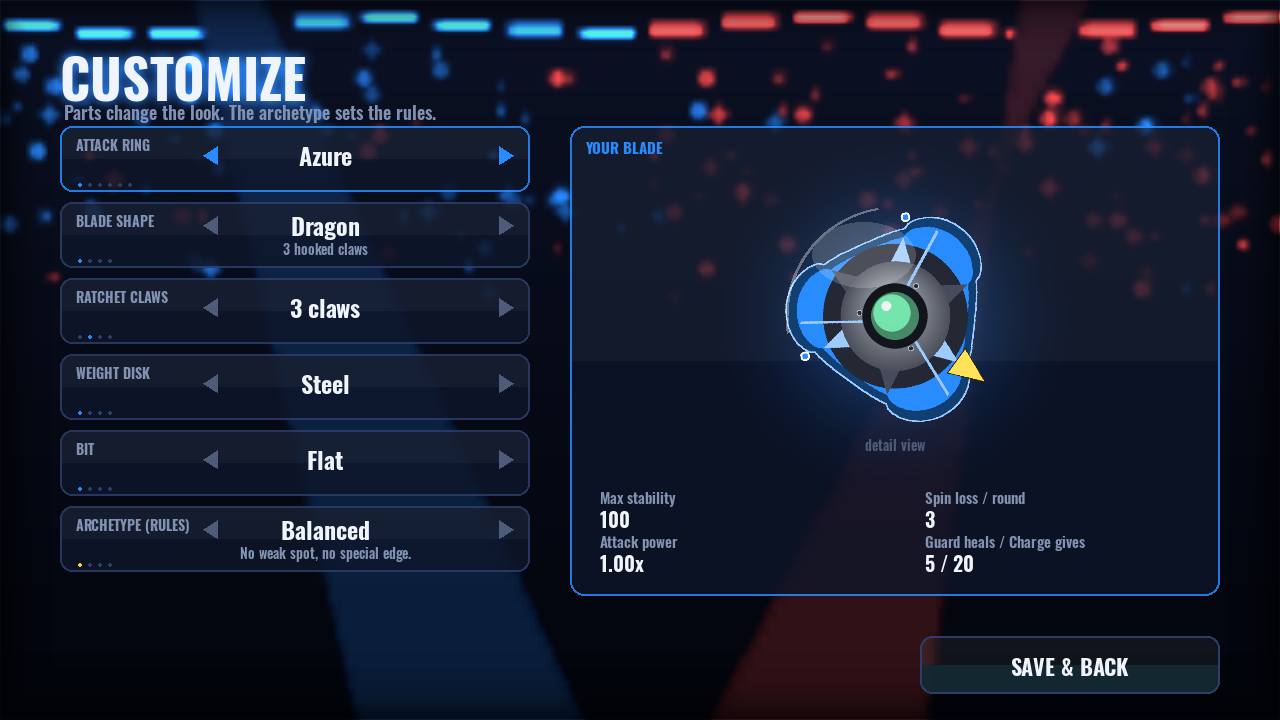 CUSTOMIZE
Parts change the look. The archetype sets the rules.
ATTACK RING
Azure
BLADE SHAPE
Dragon
3 hooked claws
RATCHET CLAWS
3 claws
WEIGHT DISK
Steel
BIT
Flat
ARCHETYPE (RULES)
Balanced
No weak spot, no special edge.
YOUR BLADE
detail view
Max stability
100
Attack power
1.00x
Spin loss / round
3
Guard heals / Charge gives
5 / 20
SAVE & BACK